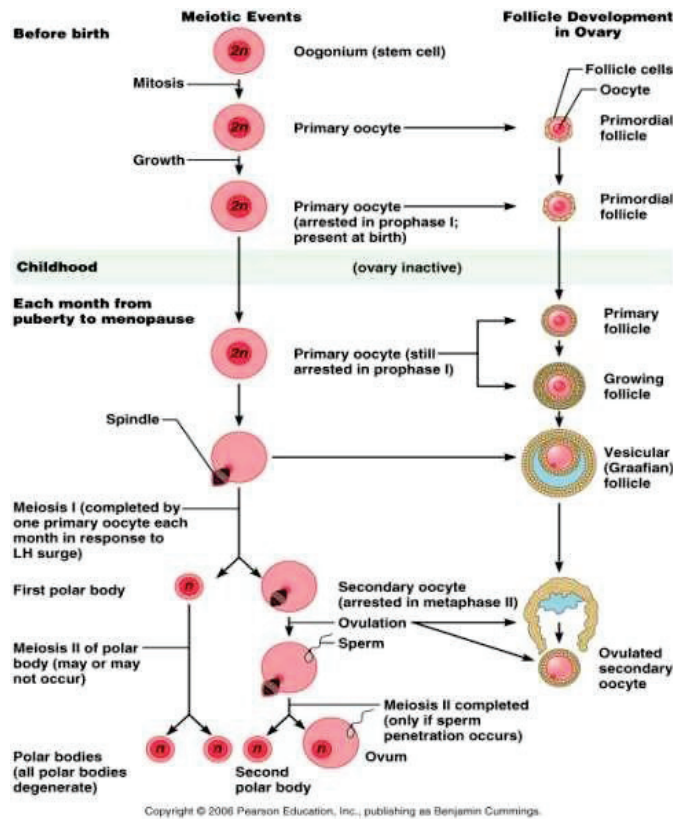 Meiotic Events
Follicle Development
in Ovary
Before birth
2n
Oogonium (stem cell)
Follicle cells
Oocyte
Mitosis
2n
Primary oocyte
Primordial
follicle
Growth
2n
Primary oocyte
(arrested in prophase I;
present at birth)
Primordial
follicle
Childhood
(ovary inactive)
Each month from
puberty to menopause
2n
Primary oocyte (still
arrested in prophase I)
Primary
follicle
Growing
follicle
Spindle
Vesicular
(Graafian)
follicle
Meiosis I (completed by
one primary oocyte each
month in response to
LH surge)
First polar body
n
Secondary oocyte
(arrested in metaphase II)
Ovulation
Sperm
Meiosis II of polar
body (may or may
not occur)
Ovulated
secondary
oocyte
Meiosis II completed
(only if sperm
penetration occurs)
n
n
n
n
Polar bodies
(all polar bodies
degenerate)
Second
polar body
Ovum
Copyright © 2006 Pearson Education, Inc., publishing as Benjamin Cummings.